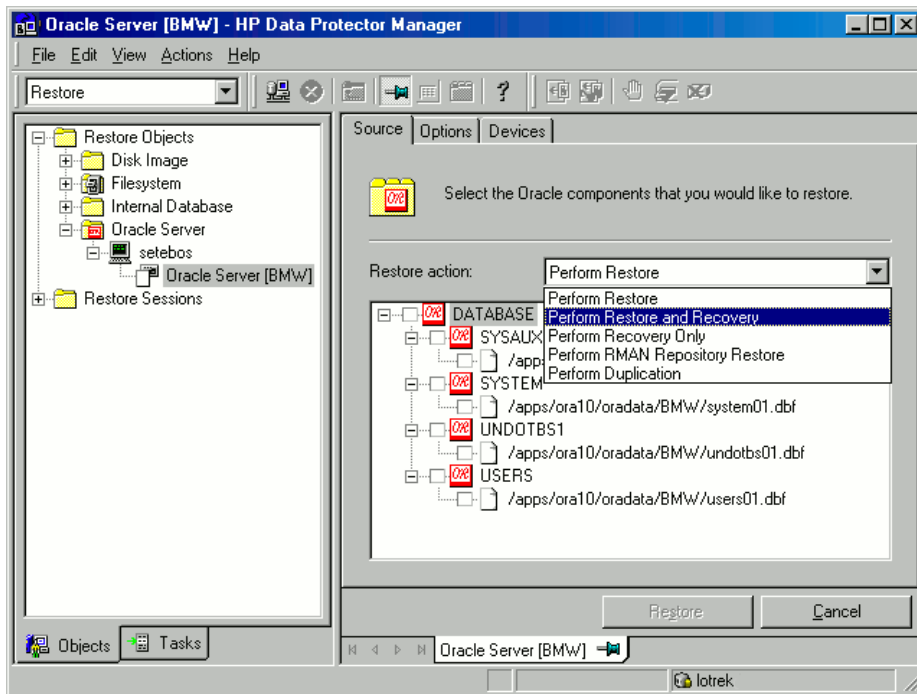 Oracle Server [BMW] - HP Data Protector Manager
File Edit View Actions Help
Restore
Restore Objects
Disk Image
Filesystem
Internal Database
Oracle Server
setebos
Oracle Server [BMW]
Restore Sessions
Objects Tasks
Source Options Devices
Select the Oracle components that you would like to restore.
Restore action: Perform Restore
Perform Restore
Perform Restore and Recovery
Perform Recovery Only
Perform RMAN Repository Restore
Perform Duplication
DATABASE
SYSAUX
/app
SYSTEM
/apps/ora10/oradata/BMW/system01.dbf
UNDOTBS1
/apps/ora10/oradata/BMW/undotbs01.dbf
USERS
/apps/ora10/oradata/BMW/users01.dbf
Restore Cancel
Oracle Server [BMW]
lotrek